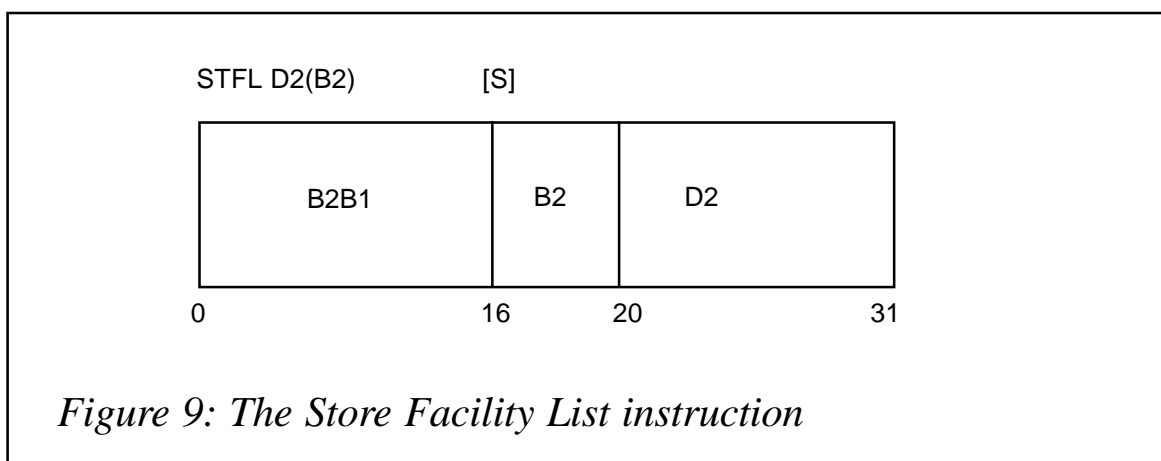 STFL D2(B2) [S]
B2B1 B2 D2
0 16 20 31
Figure 9: The Store Facility List instruction